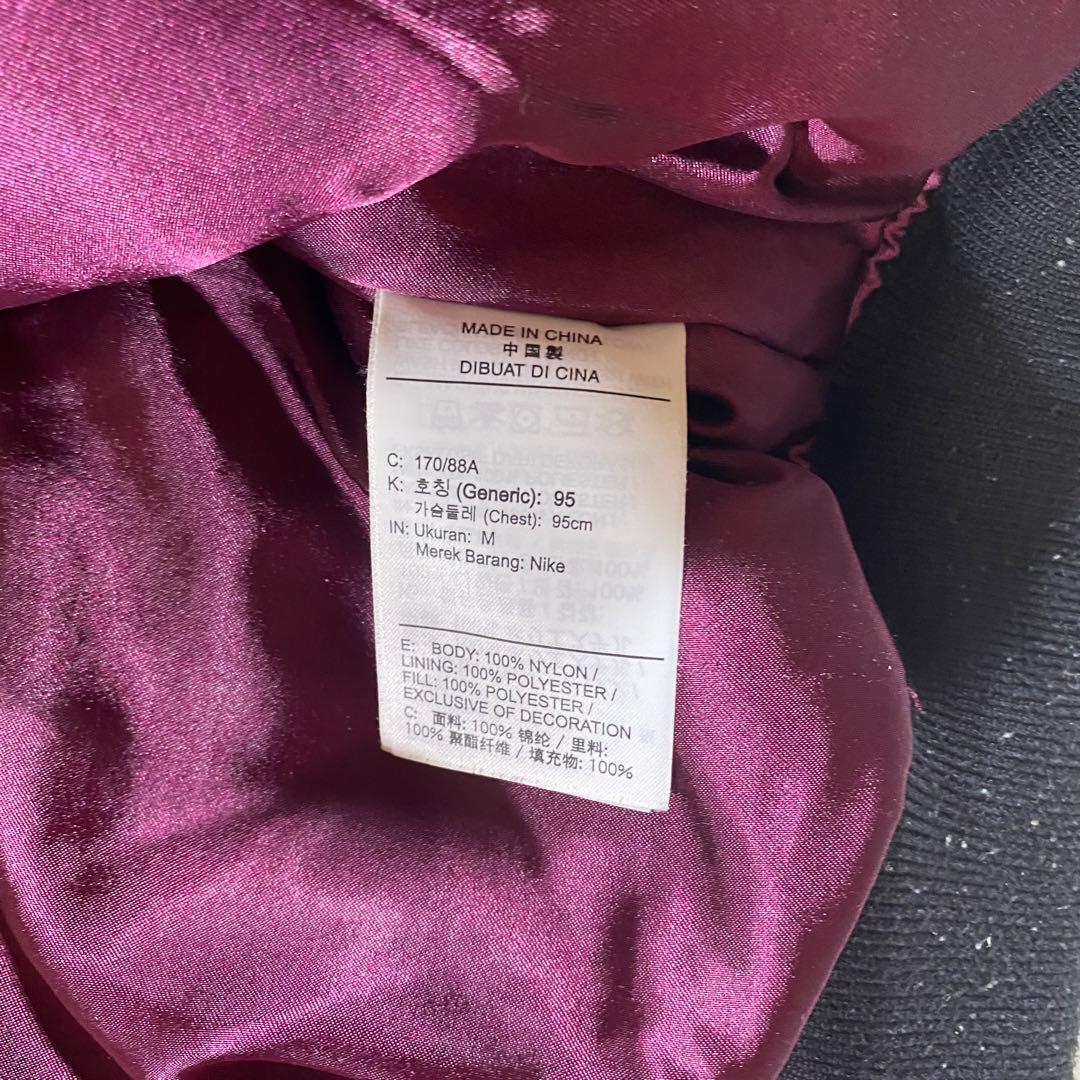 MADE IN CHINA
中国製
DIBUAT DI CINA
C: 170/88A
K: 호칭 (Generic): 95
가슴둘레 (Chest): 95cm
IN: Ukuran: M
Merek Barang: Nike
E: BODY: 100% NYLON /
LINING: 100% POLYESTER /
FILL: 100% POLYESTER /
EXCLUSIVE OF DECORATION
C: 面料: 100% 锦纶 / 里料:
100% 聚酯纤维 / 填充物: 100%